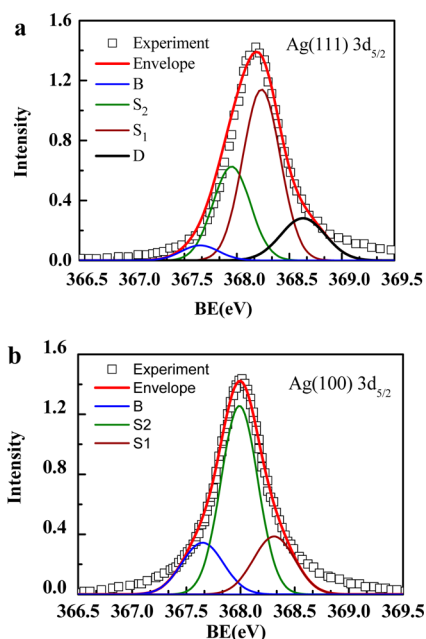 a
1.6
1.2
0.8
0.4
0.0
Intensity
Experiment
Envelope
B
S₂
S₁
D
Ag(111) 3d₅/₂
366.5 367.0 367.5 368.0 368.5 369.0 369.5
BE(eV)
b
1.6
1.2
0.8
0.4
0.0
Intensity
Experiment
Envelope
B
S2
S1
Ag(100) 3d₅/₂
366.5 367.0 367.5 368.0 368.5 369.0 369.5
BE(eV)